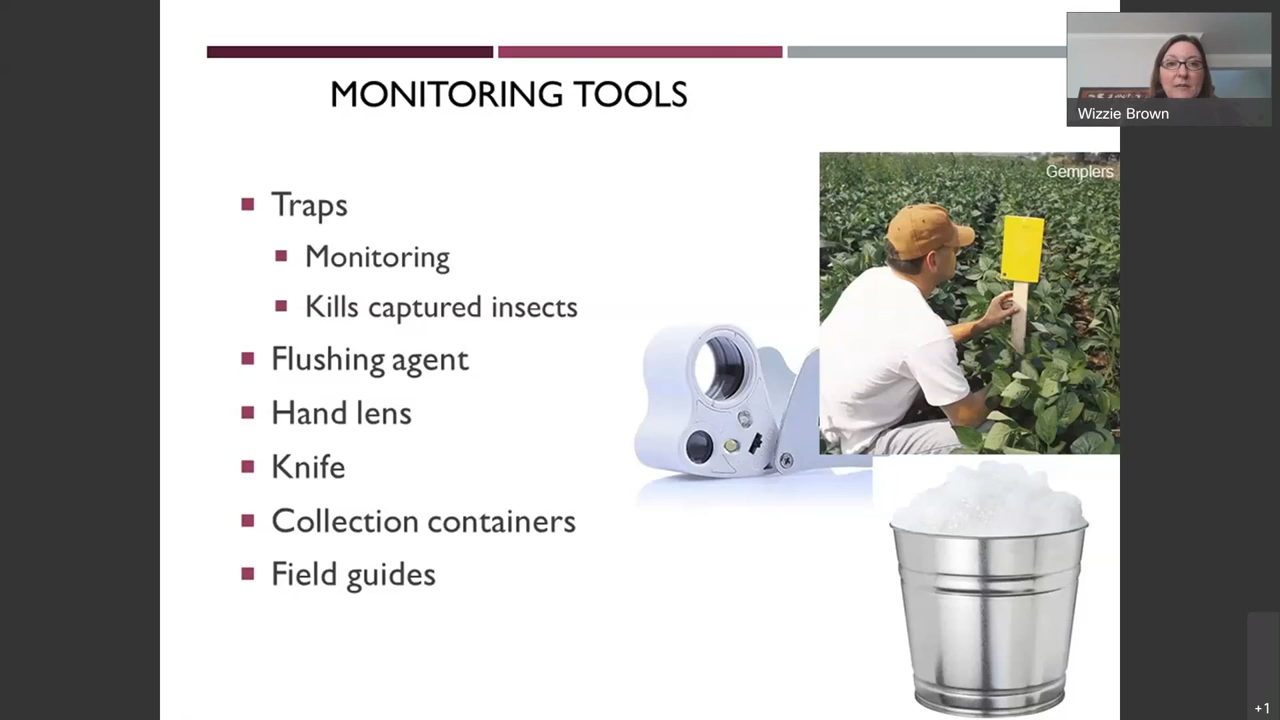 MONITORING TOOLS
Wizzie Brown
Gemplers
Traps
Monitoring
Kills captured insects
Flushing agent
Hand lens
Knife
Collection containers
Field guides
+1